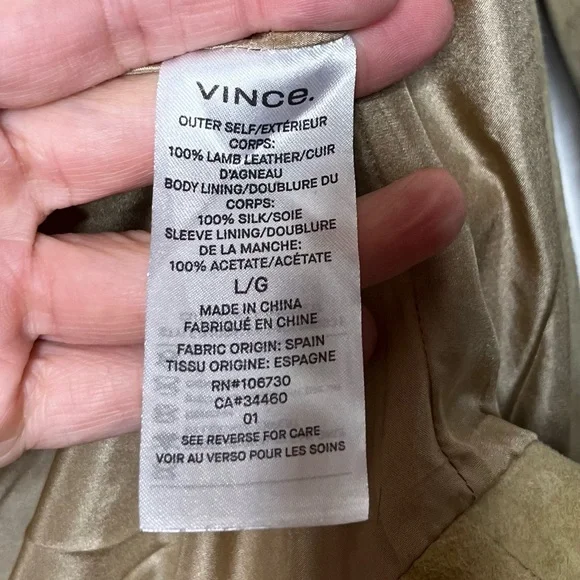 VINCE.
OUTER SELF/EXTÉRIEUR
CORPS:
100% LAMB LEATHER/CUIR
D'AGNEAU
BODY LINING/DOUBLURE DU
CORPS:
100% SILK/SOIE
SLEEVE LINING/DOUBLURE
DE LA MANCHE:
100% ACETATE/ACÉTATE
L/G
MADE IN CHINA
FABRIQUÉ EN CHINE
FABRIC ORIGIN: SPAIN
TISSU ORIGINE: ESPAGNE
RN#106730
CA#34460
01
SEE REVERSE FOR CARE
VOIR AU VERSO POUR LES SOINS